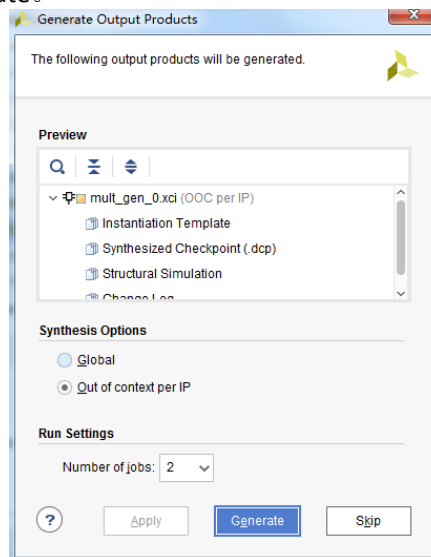 Generate Output Products
The following output products will be generated.
Preview
mult_gen_0.xci (OOC per IP)
Instantiation Template
Synthesized Checkpoint (.dcp)
Structural Simulation
Change Log
Synthesis Options
Global
Out of context per IP
Run Settings
Number of jobs: 2
?
Apply
Generate
Skip